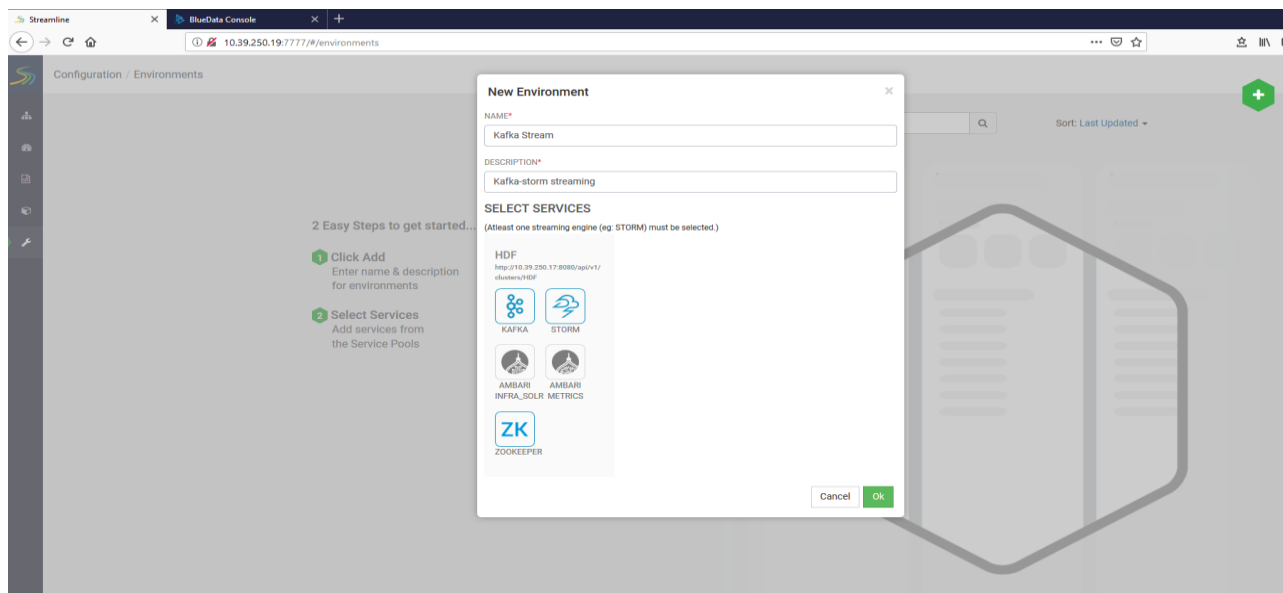 Streamline
BlueData Console
10.39.250.19:7777/#/environments
Configuration / Environments
Sort: Last Updated
2 Easy Steps to get started...
1 Click Add
Enter name & description
for environments
2 Select Services
Add services from
the Service Pools
New Environment
NAME*
Kafka Stream
DESCRIPTION*
Kafka-storm streaming
SELECT SERVICES
(Atleast one streaming engine (eg: STORM) must be selected.)
HDF
http://10.39.250.17:8080/api/v1/
clusters/HDF
KAFKA STORM
AMBARI AMBARI
INFRA_SOLR METRICS
ZK
ZOOKEEPER
Cancel Ok